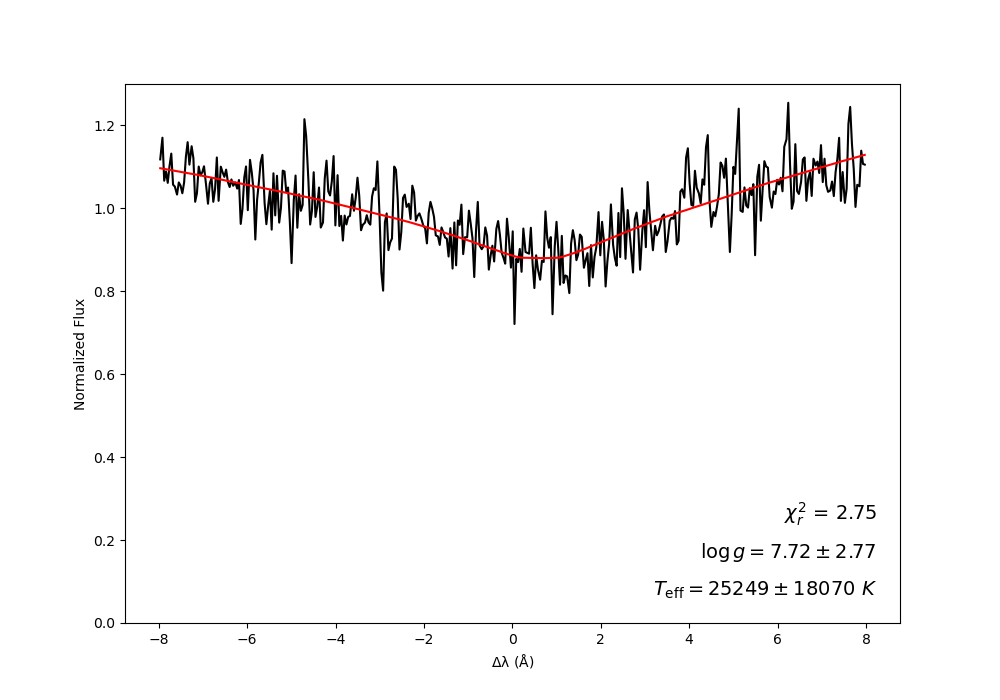 1.2
1.0
0.8
0.6
0.4
0.2
0.0
Normalized Flux
χ²ᵣ = 2.75
log g = 7.72 ± 2.77
T_eff = 25249 ± 18070 K
−8 −6 −4 −2 0 2 4 6 8
Δλ (Å)